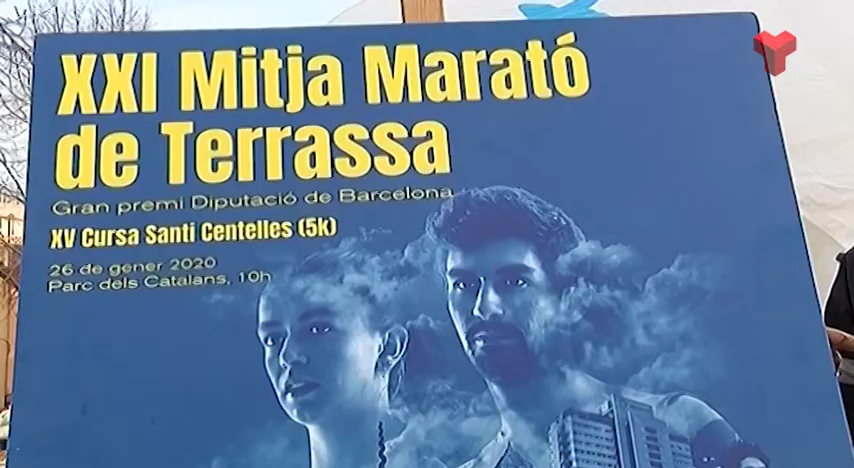 XXI Mitja Marató
de Terrassa
Gran premi Diputació de Barcelona
XV Cursa Santi Centelles (5k)
26 de gener 2020
Parc dels Catalans, 10h